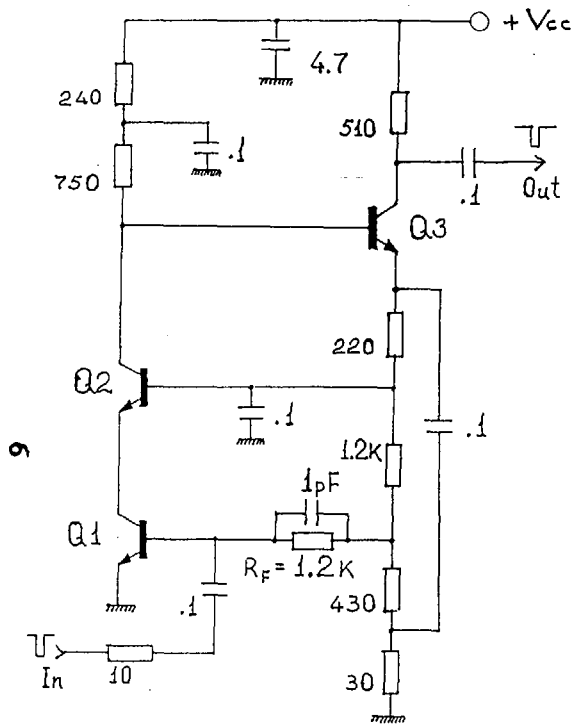 + Vcc
4.7
240
.1
510
750
.1
Out
Q3
220
Q2
.1
.1
1.2K
1pF
Q1
R_F = 1.2K
430
.1
In
10
30
6